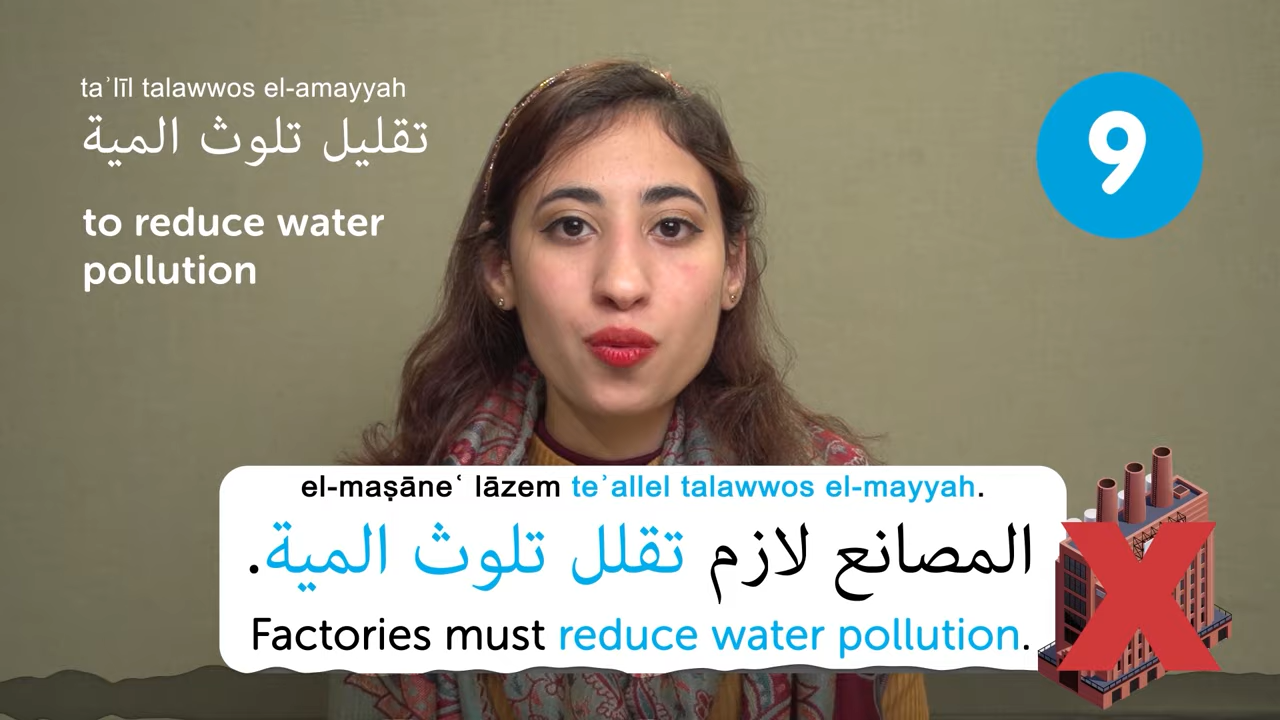 taʾlīl talawwos el-amayyah
تقليل تلوث المية
to reduce water
pollution
9
el-maṣāneʿ lāzem teʾallel talawwos el-mayyah.
المصانع لازم تقلل تلوث المية.
Factories must reduce water pollution.
X